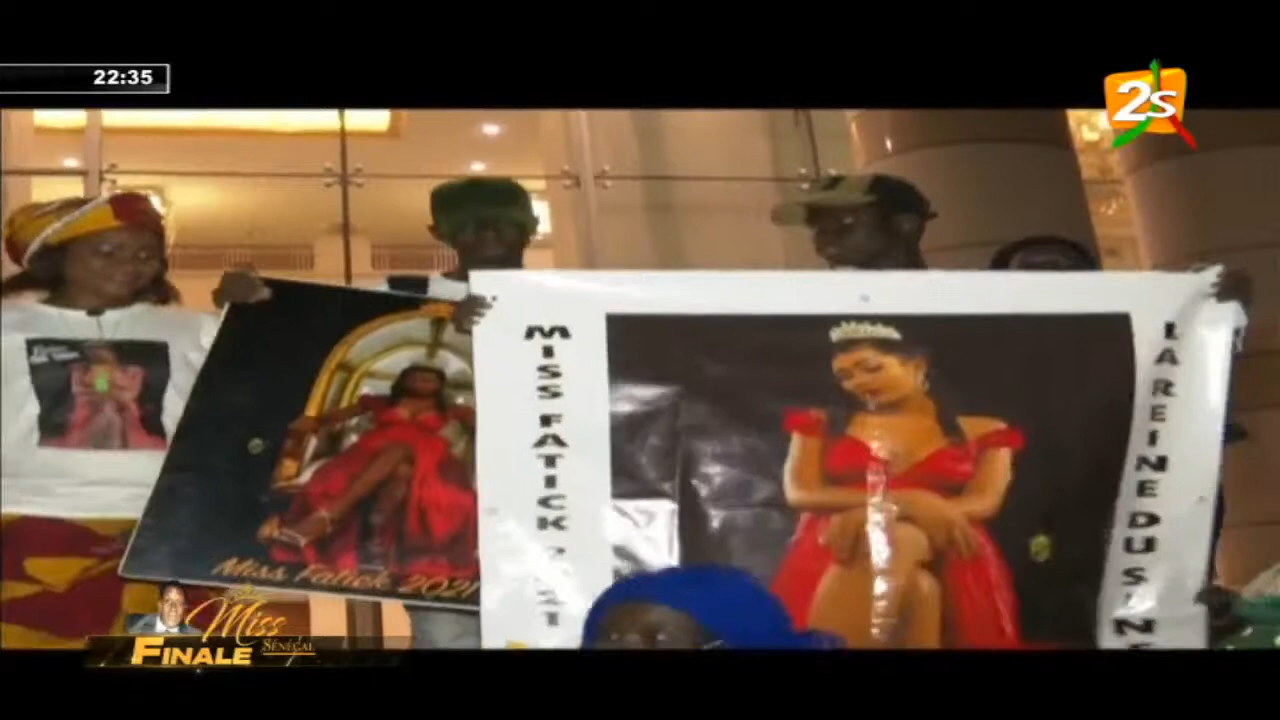 22:35
2s
MISS FATICK
LA REINE DU SINE
Miss Fatick 2021
Miss
SÉNÉGAL
FINALE